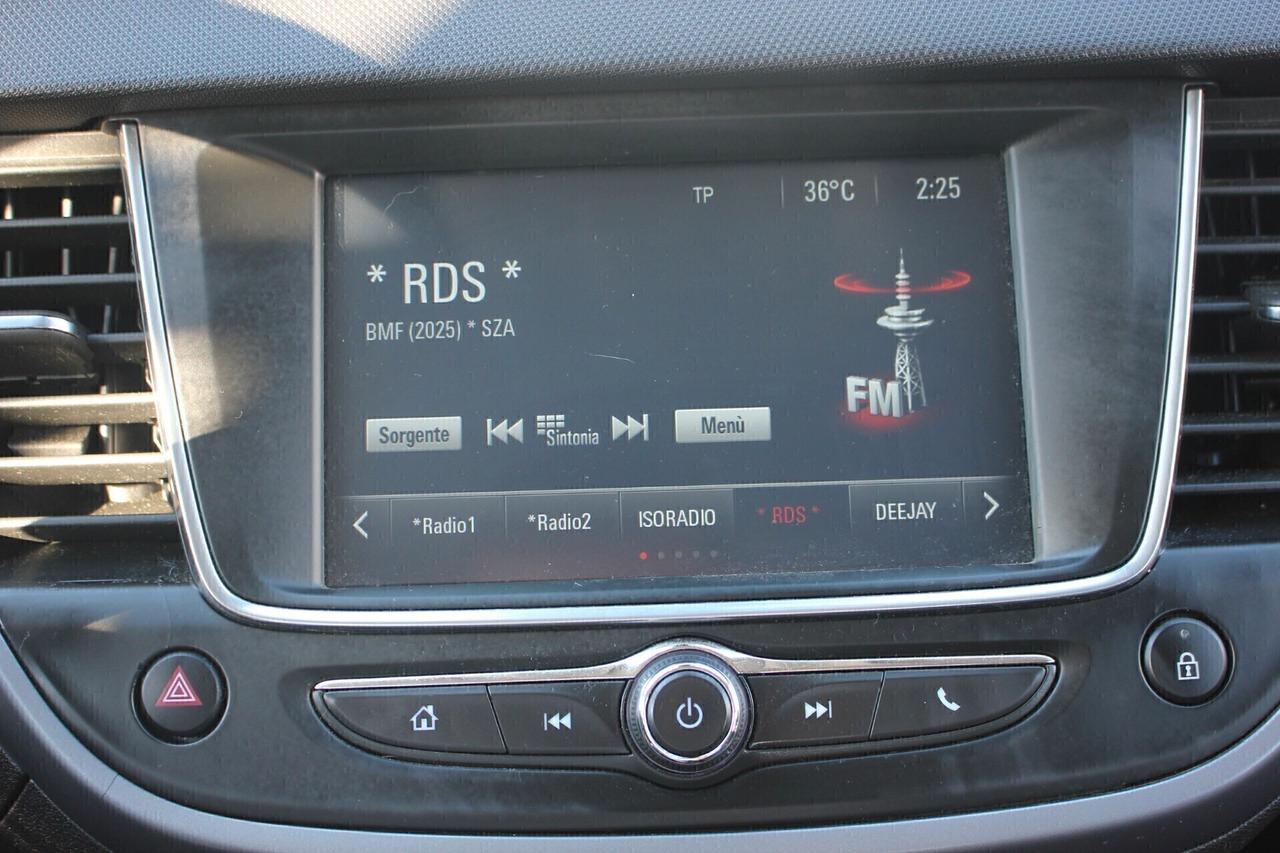 TP 36°C 2:25
* RDS *
BMF (2025) * SZA
FM
Sorgente Sintonia Menù
*Radio1 *Radio2 ISORADIO * RDS * DEEJAY